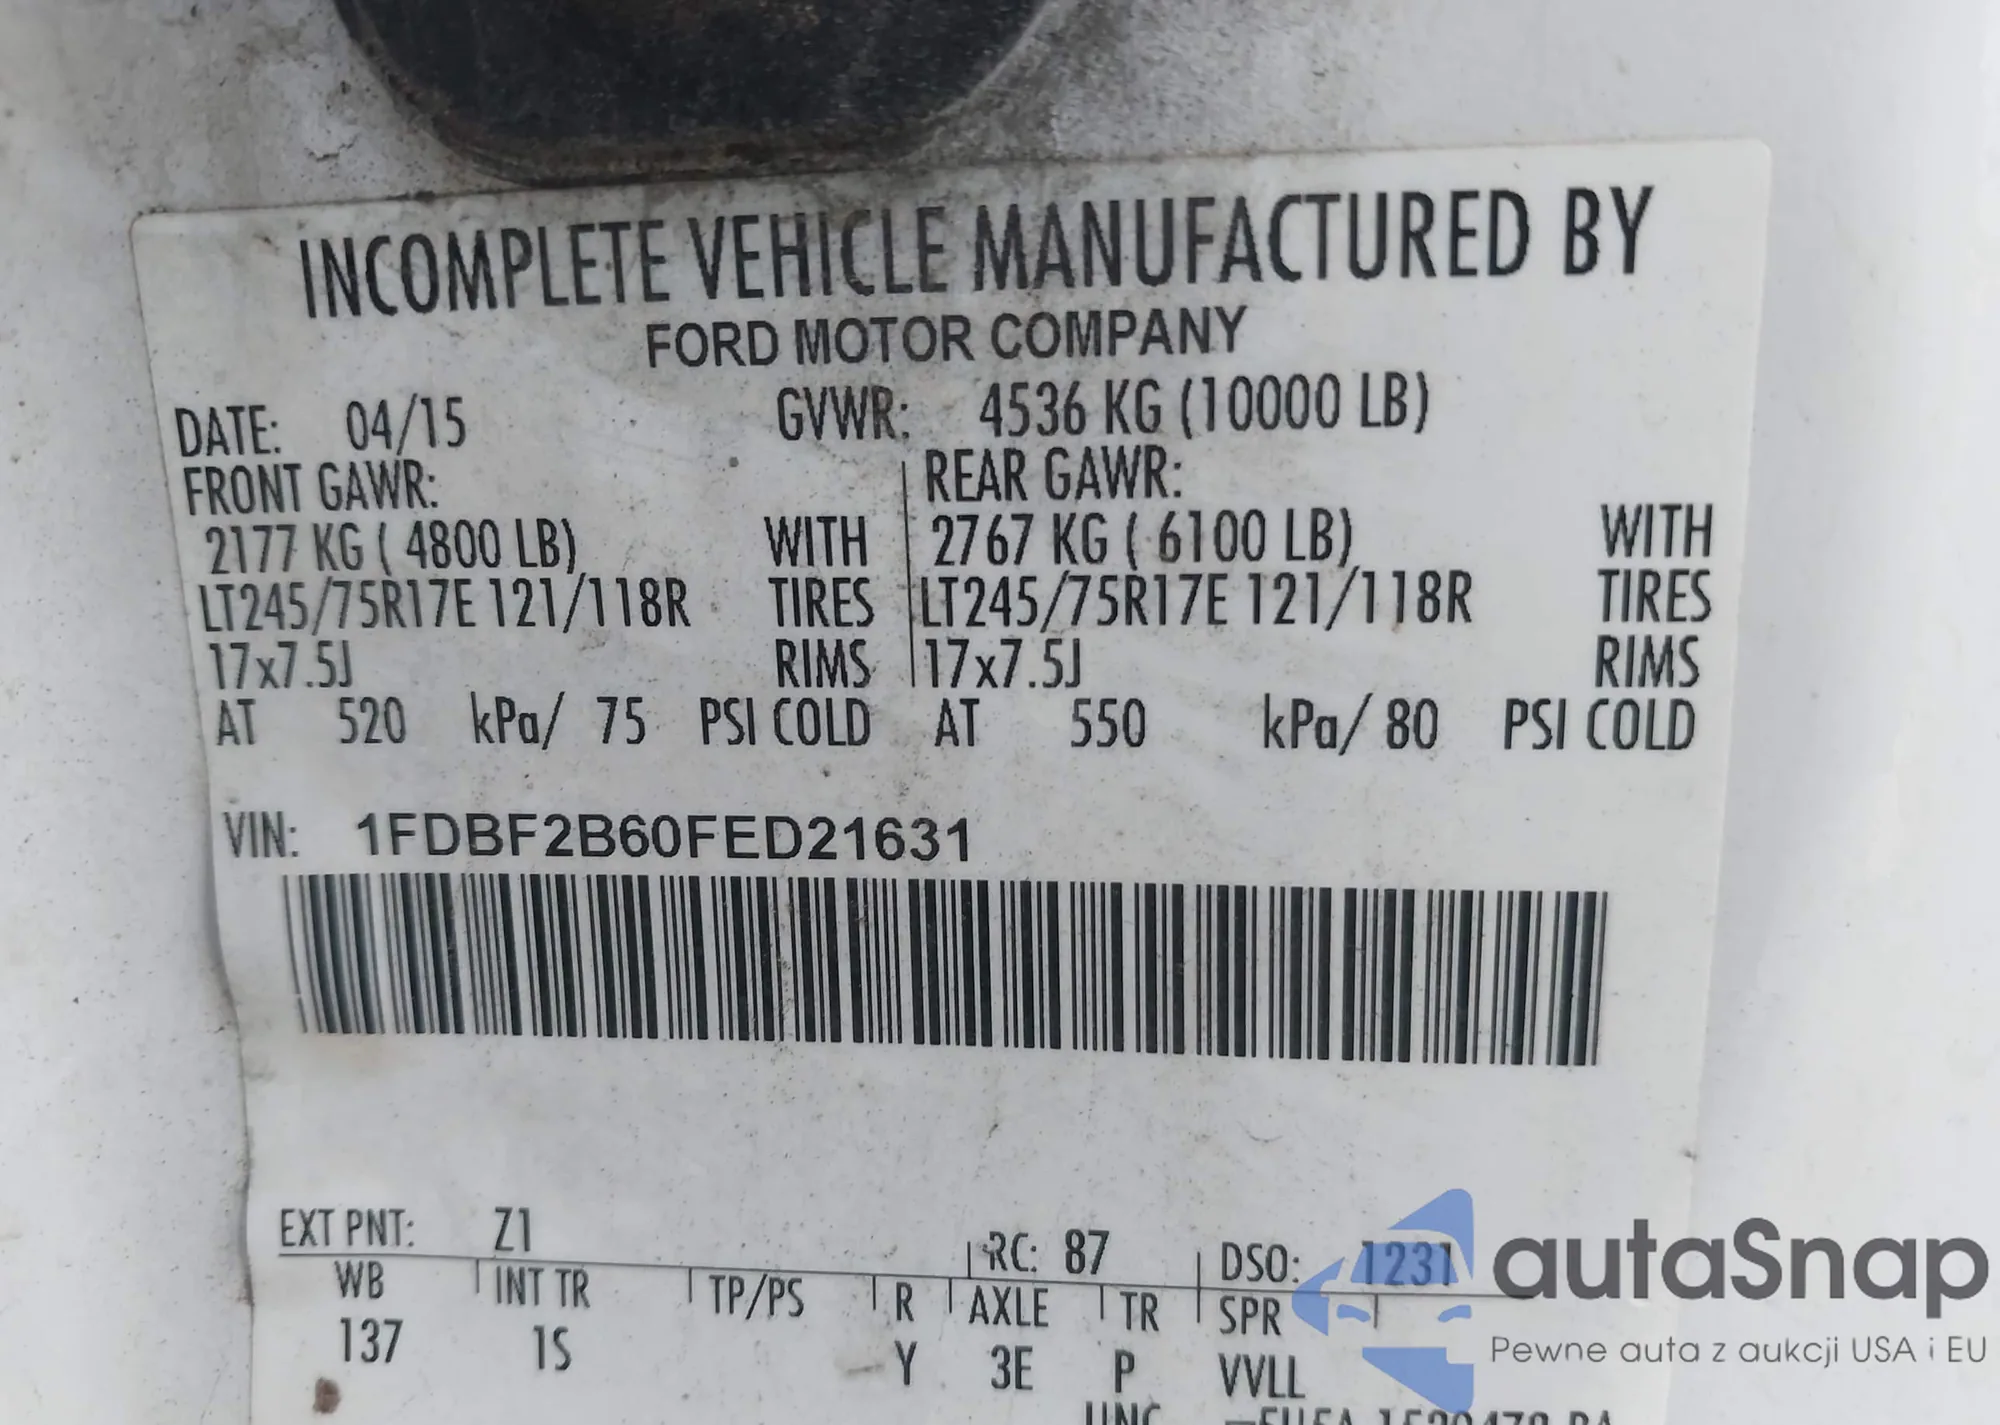 INCOMPLETE VEHICLE MANUFACTURED BY
FORD MOTOR COMPANY
DATE: 04/15 GVWR: 4536 KG (10000 LB)
FRONT GAWR: REAR GAWR:
2177 KG ( 4800 LB) WITH 2767 KG ( 6100 LB) WITH
LT245/75R17E 121/118R TIRES LT245/75R17E 121/118R TIRES
17x7.5J RIMS 17x7.5J RIMS
AT 520 kPa/ 75 PSI COLD AT 550 kPa/ 80 PSI COLD
VIN: 1FDBF2B60FED21631
EXT PNT: Z1 RC: 87 DSO: 1231
WB INT TR TP/PS R AXLE TR SPR
137 1S Y 3E P VVLL
UNC
autaSnap
Pewne auta z aukcji USA i EU